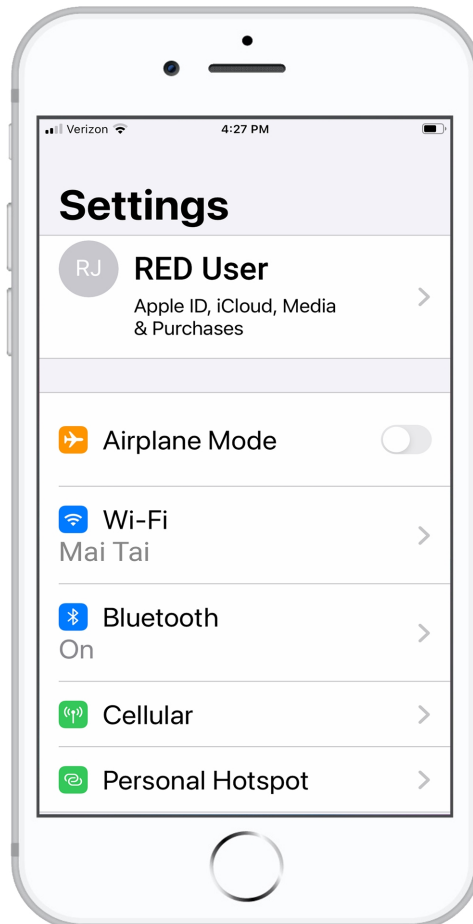 Verizon 4:27 PM
Settings
RJ RED User
Apple ID, iCloud, Media
& Purchases
Airplane Mode
Wi-Fi
Mai Tai
Bluetooth
On
Cellular
Personal Hotspot